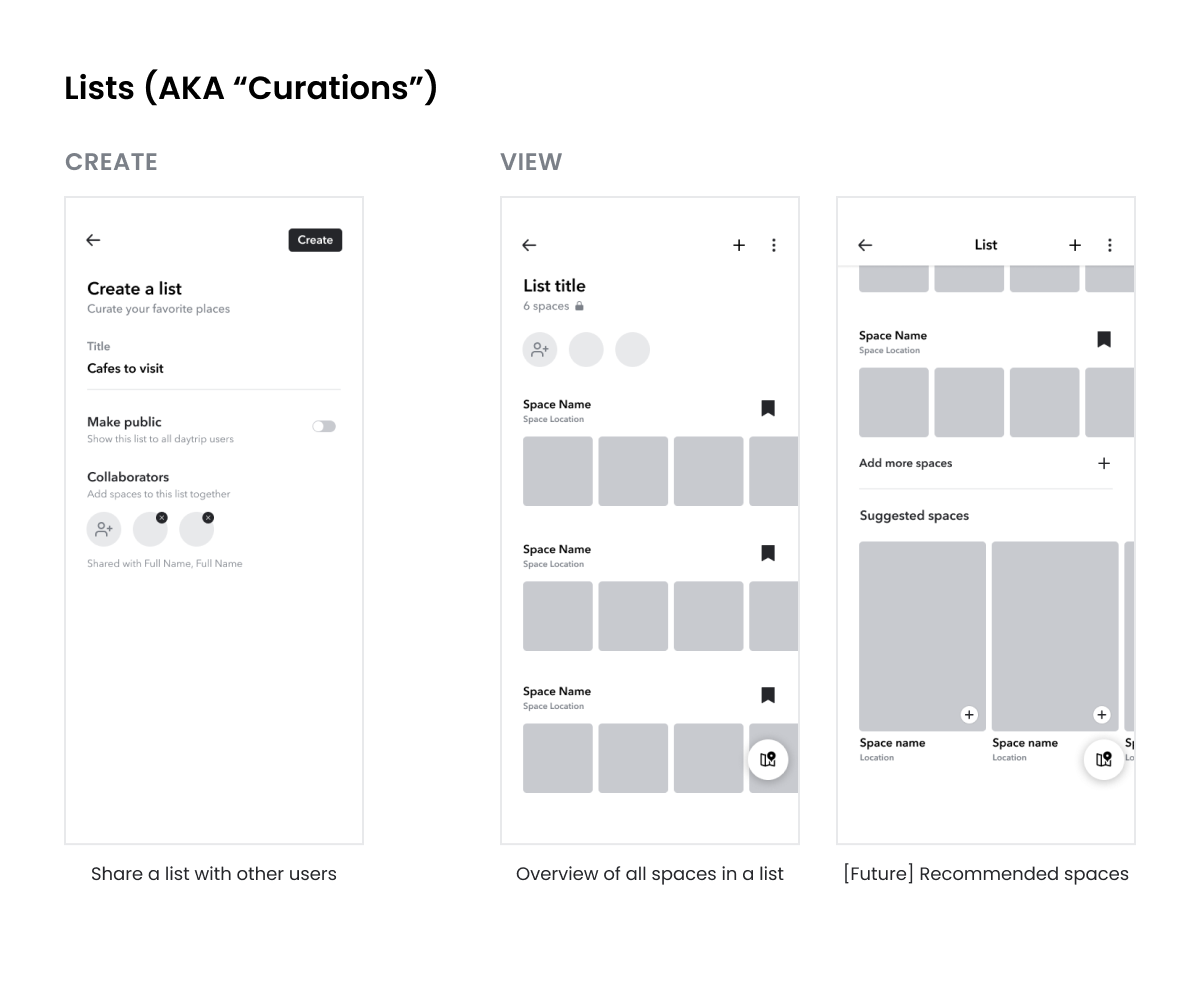 Lists (AKA “Curations”)
CREATE
Create
Create a list
Curate your favorite places
Title
Cafes to visit
Make public
Show this list to all daytrip users
Collaborators
Add spaces to this list together
Shared with Full Name, Full Name
Share a list with other users
VIEW
List title
6 spaces
Space Name
Space Location
Space Name
Space Location
Space Name
Space Location
Overview of all spaces in a list
List
Space Name
Space Location
Add more spaces
Suggested spaces
Space name
Location
Space name
Location
[Future] Recommended spaces